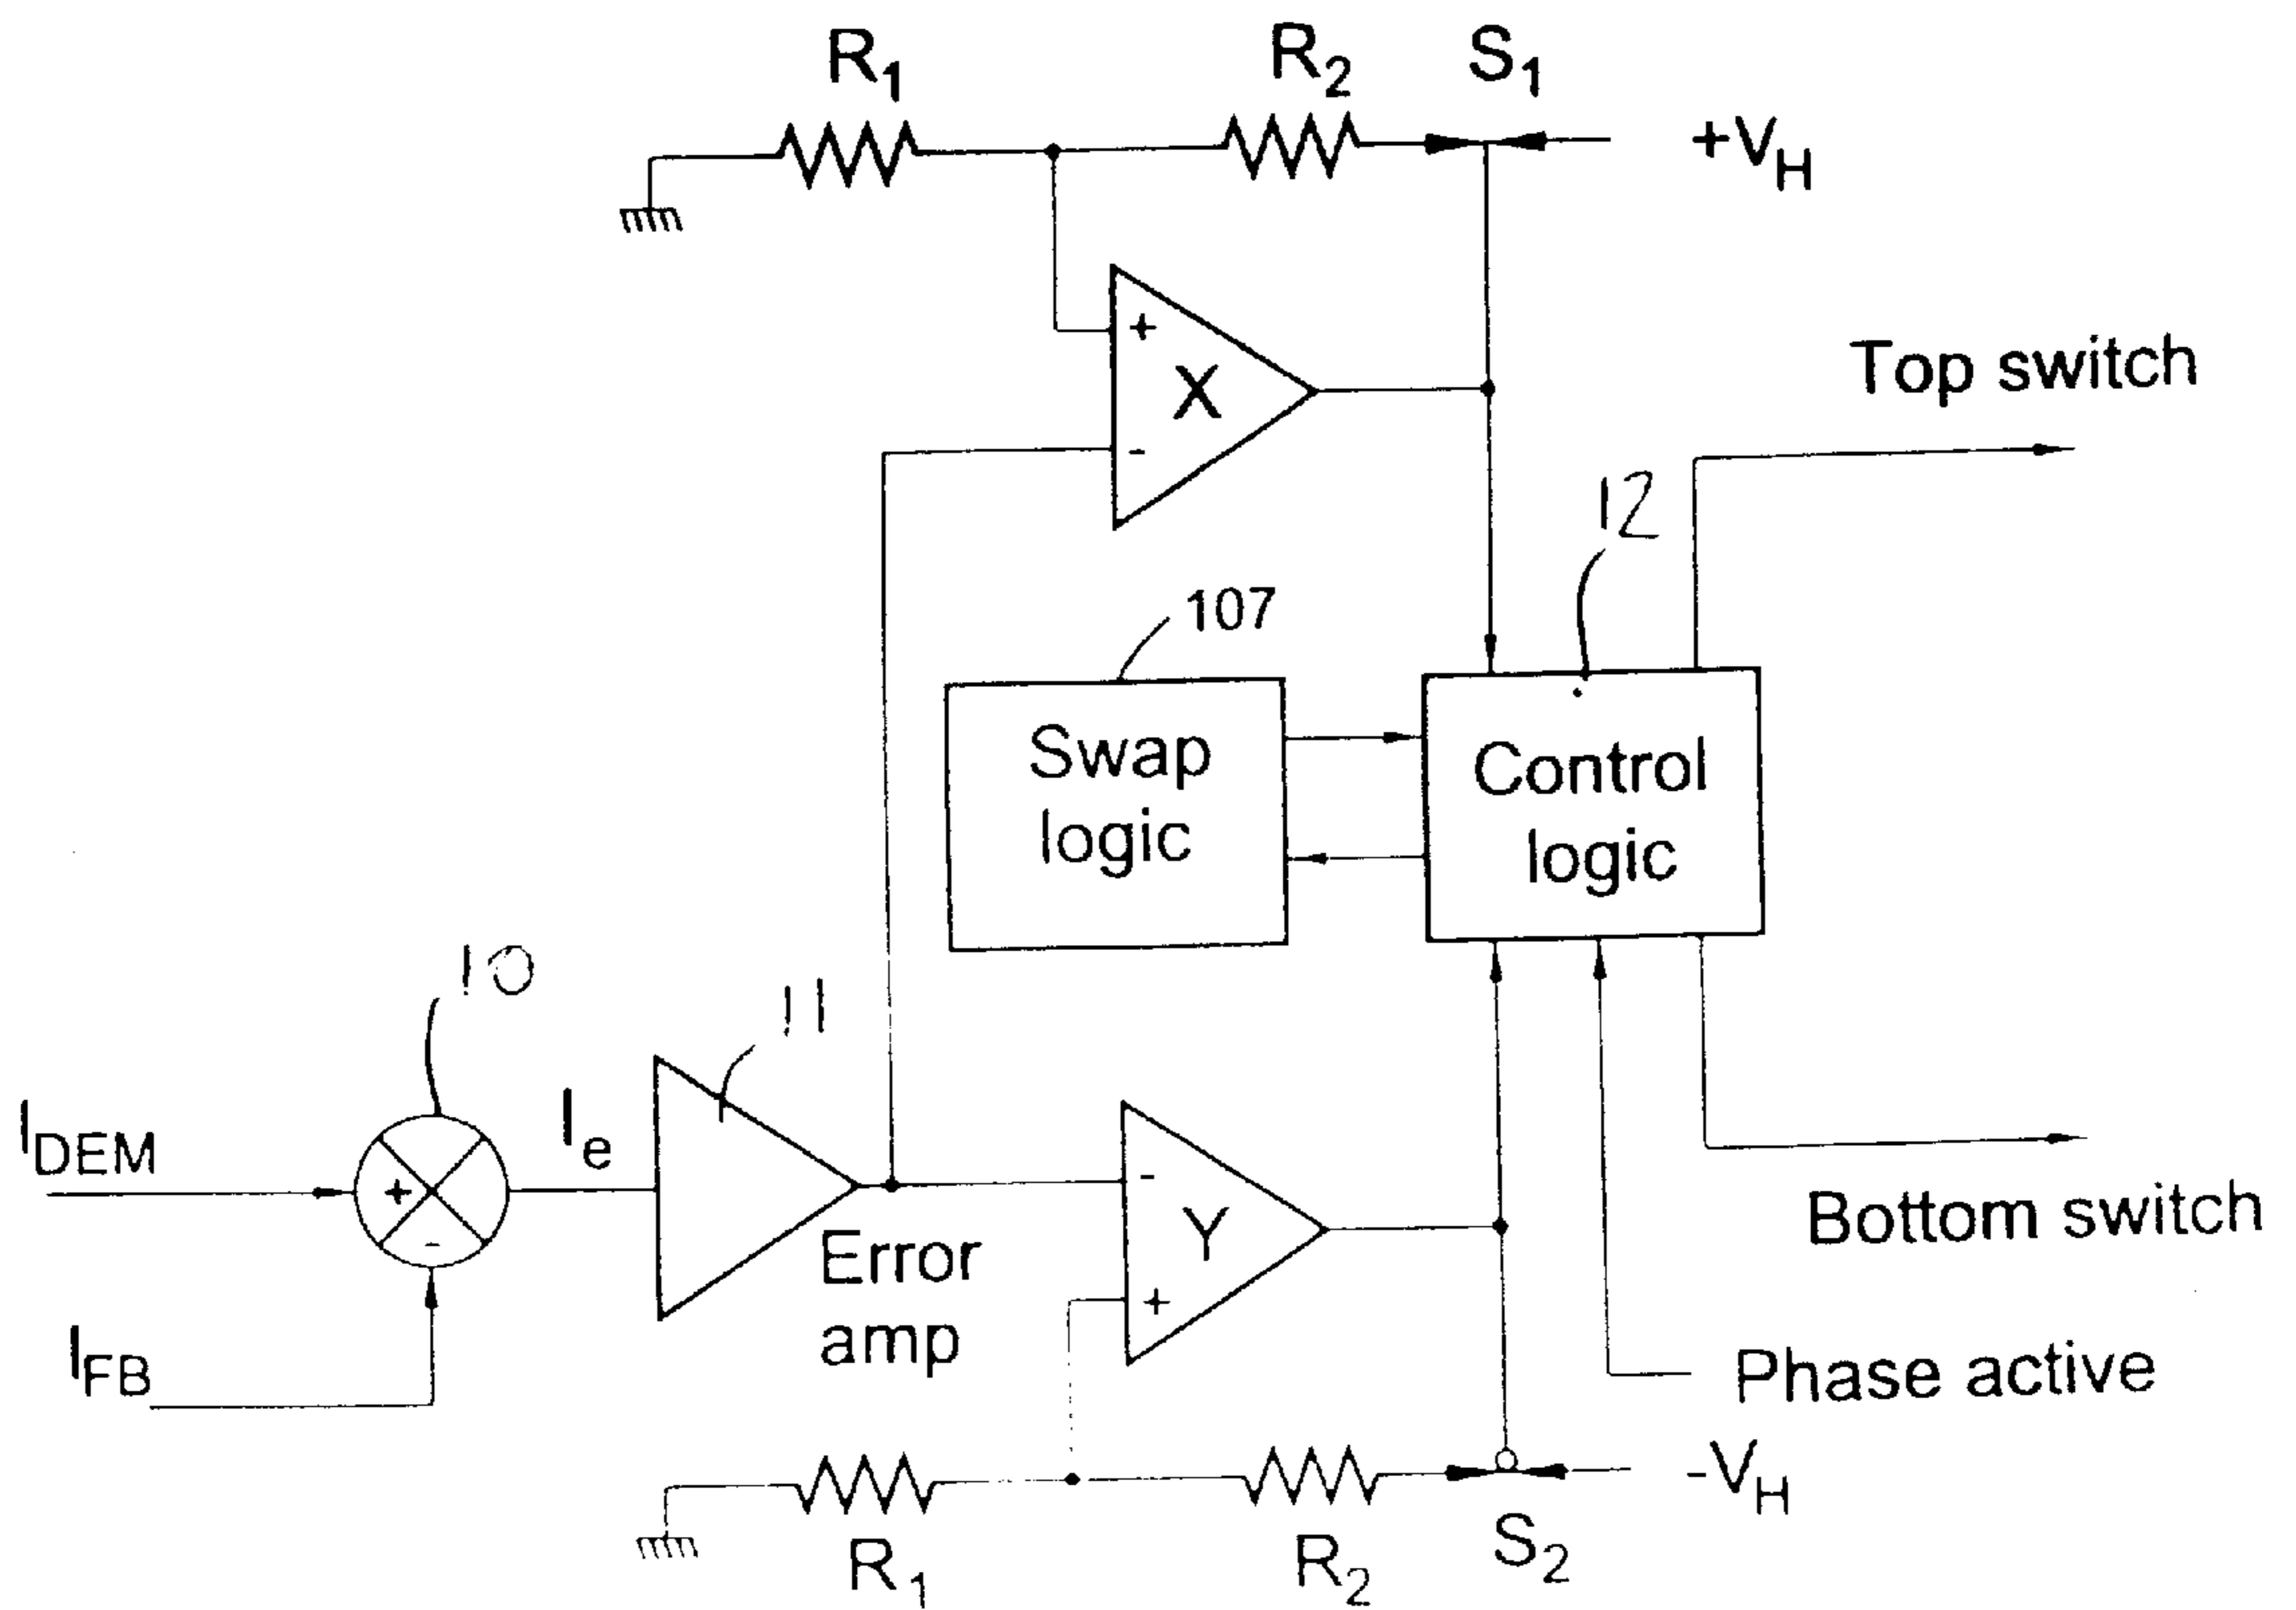 R1
R2
S1
+VH
+
X
-
Top switch
12
107
Swap
logic
Control
logic
10
11
IDEM
Ie
+
-
IFB
Error
amp
-
Y
+
Bottom switch
Phase active
-VH
R1
R2
S2